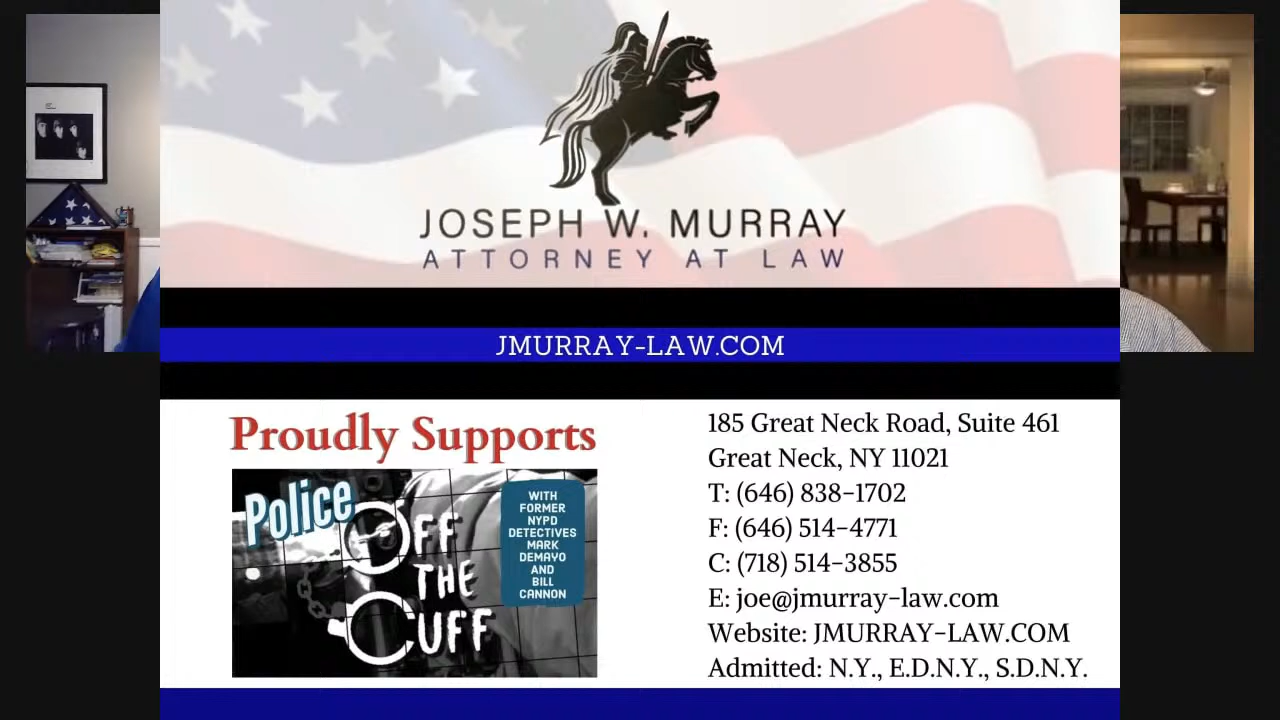 JOSEPH W. MURRAY
ATTORNEY AT LAW
JMURRAY-LAW.COM
Proudly Supports
Police
OFF
THE
CUFF
WITH
FORMER
NYPD
DETECTIVES
MARK
DEMAYO
AND
BILL
CANNON
185 Great Neck Road, Suite 461
Great Neck, NY 11021
T: (646) 838-1702
F: (646) 514-4771
C: (718) 514-3855
E: joe@jmurray-law.com
Website: JMURRAY-LAW.COM
Admitted: N.Y., E.D.N.Y., S.D.N.Y.